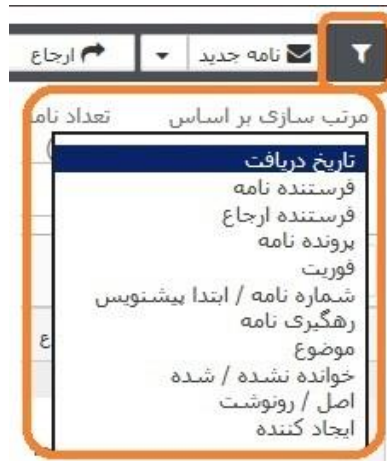 نامه جدید ارجاع
مرتب سازی بر اساس تعداد نام
تاریخ دریافت
فرستنده نامه
فرستنده ارجاع
پرونده نامه
فوریت
شماره نامه / ابتدا پیشنویس
رهگیری نامه
موضوع
خوانده نشده / شده
اصل / رونوشت
ایجاد کننده